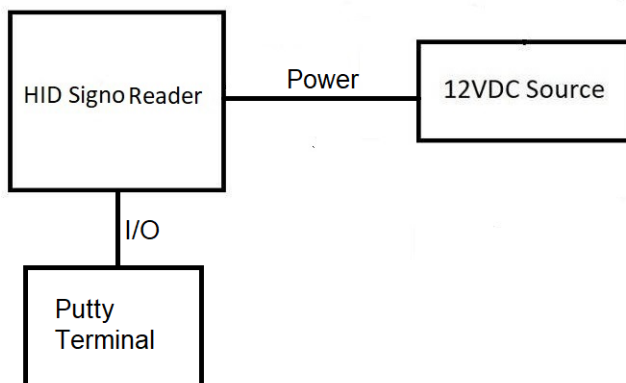 HID Signo Reader
Power
12VDC Source
I/O
Putty
Terminal